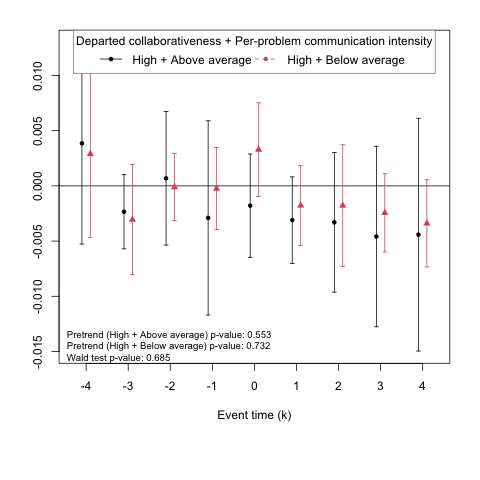 Departed collaborativeness + Per-problem communication intensity
High + Above average High + Below average
0.010
0.005
0.000
-0.005
-0.010
-0.015
Pretrend (High + Above average) p-value: 0.553
Pretrend (High + Below average) p-value: 0.732
Wald test p-value: 0.685
-4 -3 -2 -1 0 1 2 3 4
Event time (k)